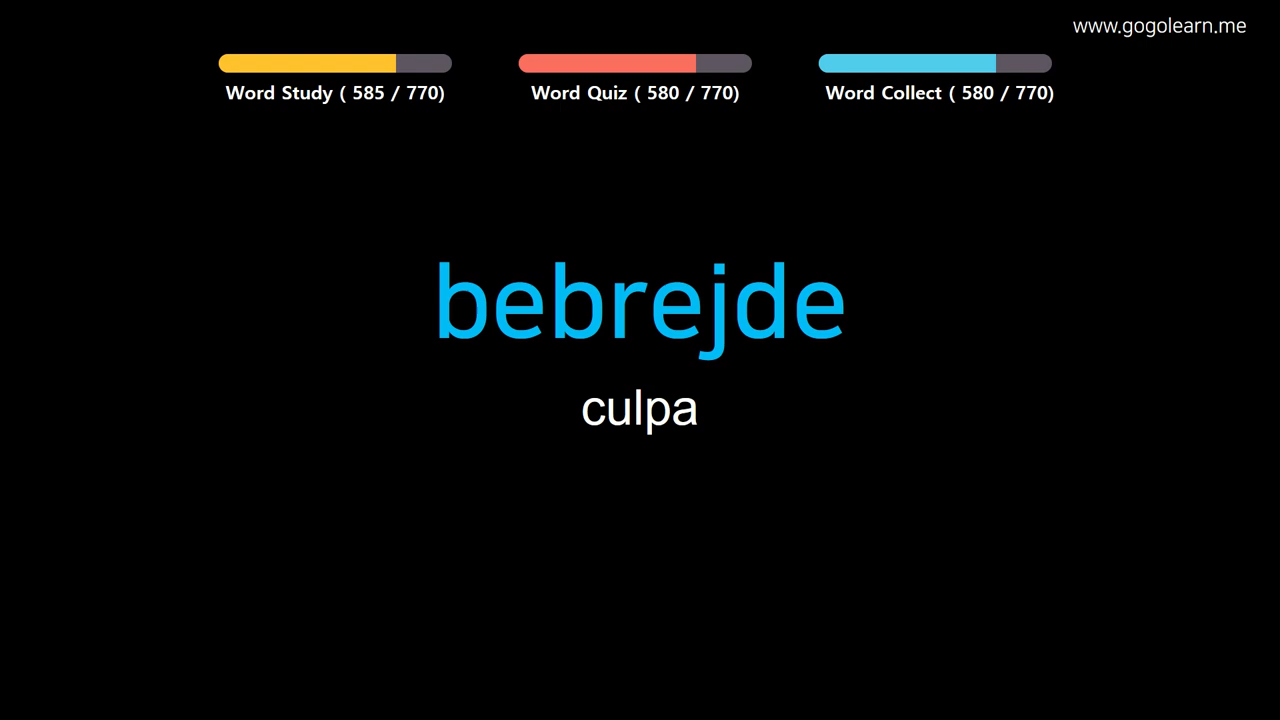 www.gogolearn.me
Word Study ( 585 / 770)
Word Quiz ( 580 / 770)
Word Collect ( 580 / 770)
bebrejde
culpa